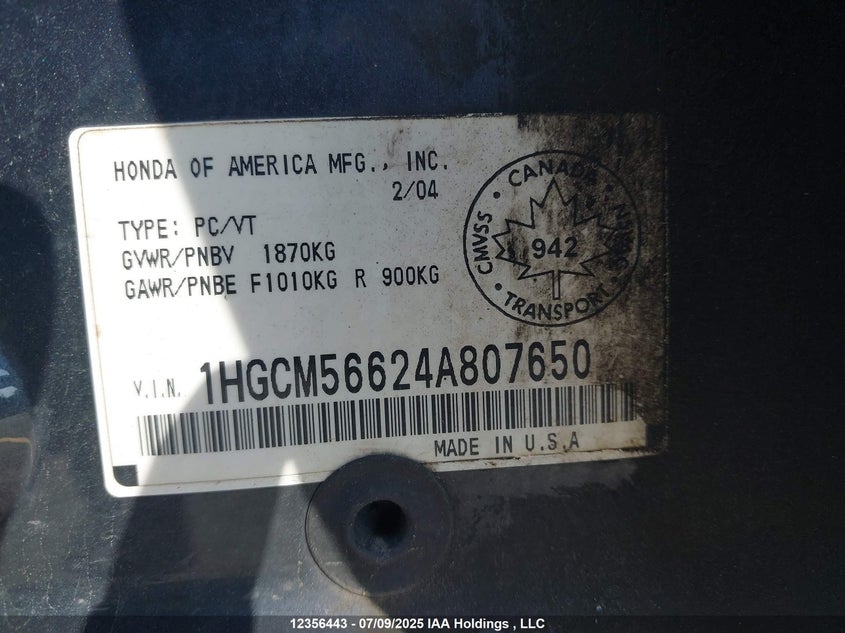 HONDA OF AMERICA MFG., INC.
2/04
TYPE: PC/VT
GVWR/PNBV 1870KG
GAWR/PNBE F1010KG R 900KG
CANADA
CMVSS
942
TRANSPORT
V.I.N. 1HGCM56624A807650
MADE IN U.S.A
12356443 - 07/09/2025 IAA Holdings , LLC